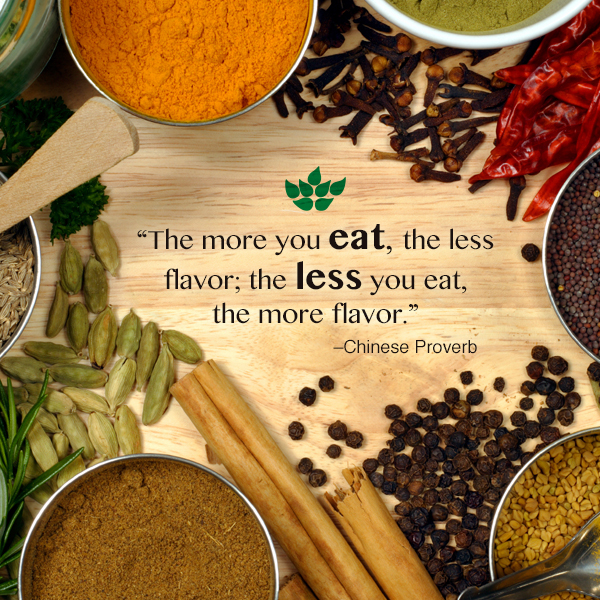 “The more you eat, the less
flavor; the less you eat,
the more flavor.”
–Chinese Proverb